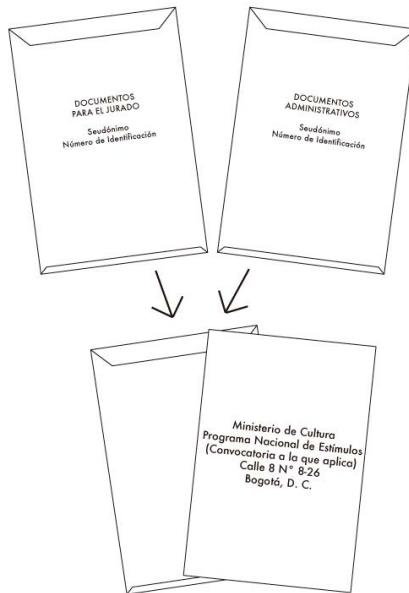 DOCUMENTOS
PARA EL JURADO
Seudónimo
Número de Identificación
DOCUMENTOS
ADMINISTRATIVOS
Seudónimo
Número de Identificación
Ministerio de Cultura
Programa Nacional de Estímulos
(Convocatoria a la que aplica)
Calle 8 N° 8-26
Bogotá, D. C.